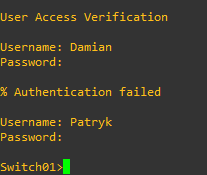 User Access Verification
Username: Damian
Password:
% Authentication failed
Username: Patryk
Password:
Switch01>